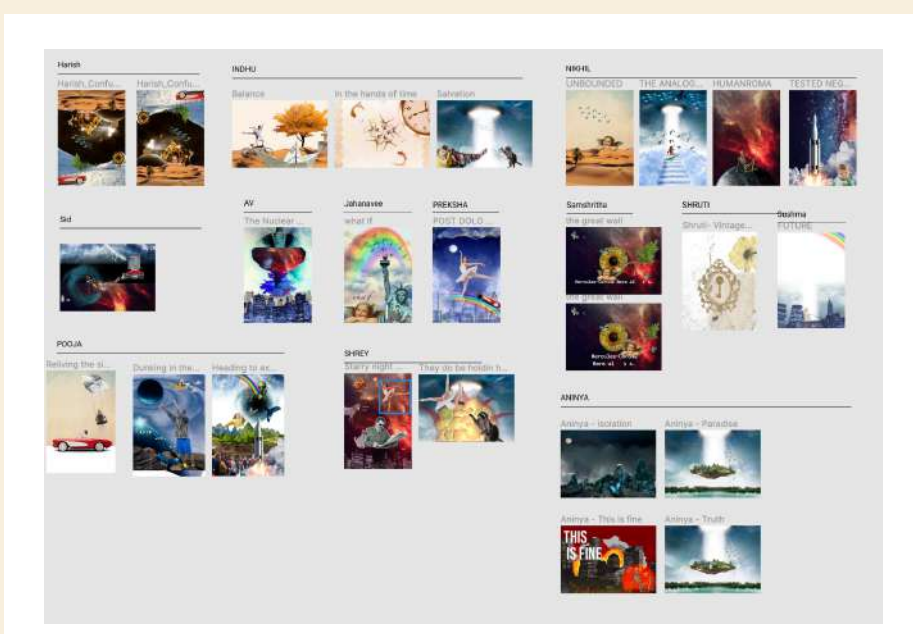 Harish
Harish_Confu...
Harish_Confu...
INDHU
Balance
In the hands of time
Salvation
NIKHIL
UNBOUNDED
THE ANALOG...
HUMANROMA
TESTED NEG...
Sid
AV
The Nuclear ...
Jahanavee
what if
PREKSHA
POST DOLO ...
Samshritha
the great wall
the great wall
SHRUTI
Shruti- Vintage...
Sushma
FUTURE
POOJA
Reliving the si...
Dunking in the...
Heading to ex...
SHREY
Starry night ...
They do be holdin h...
ANINYA
Aninya - Isolation
Aninya - Paradise
Aninya - This is fine
Aninya - Truth
THIS
IS FINE